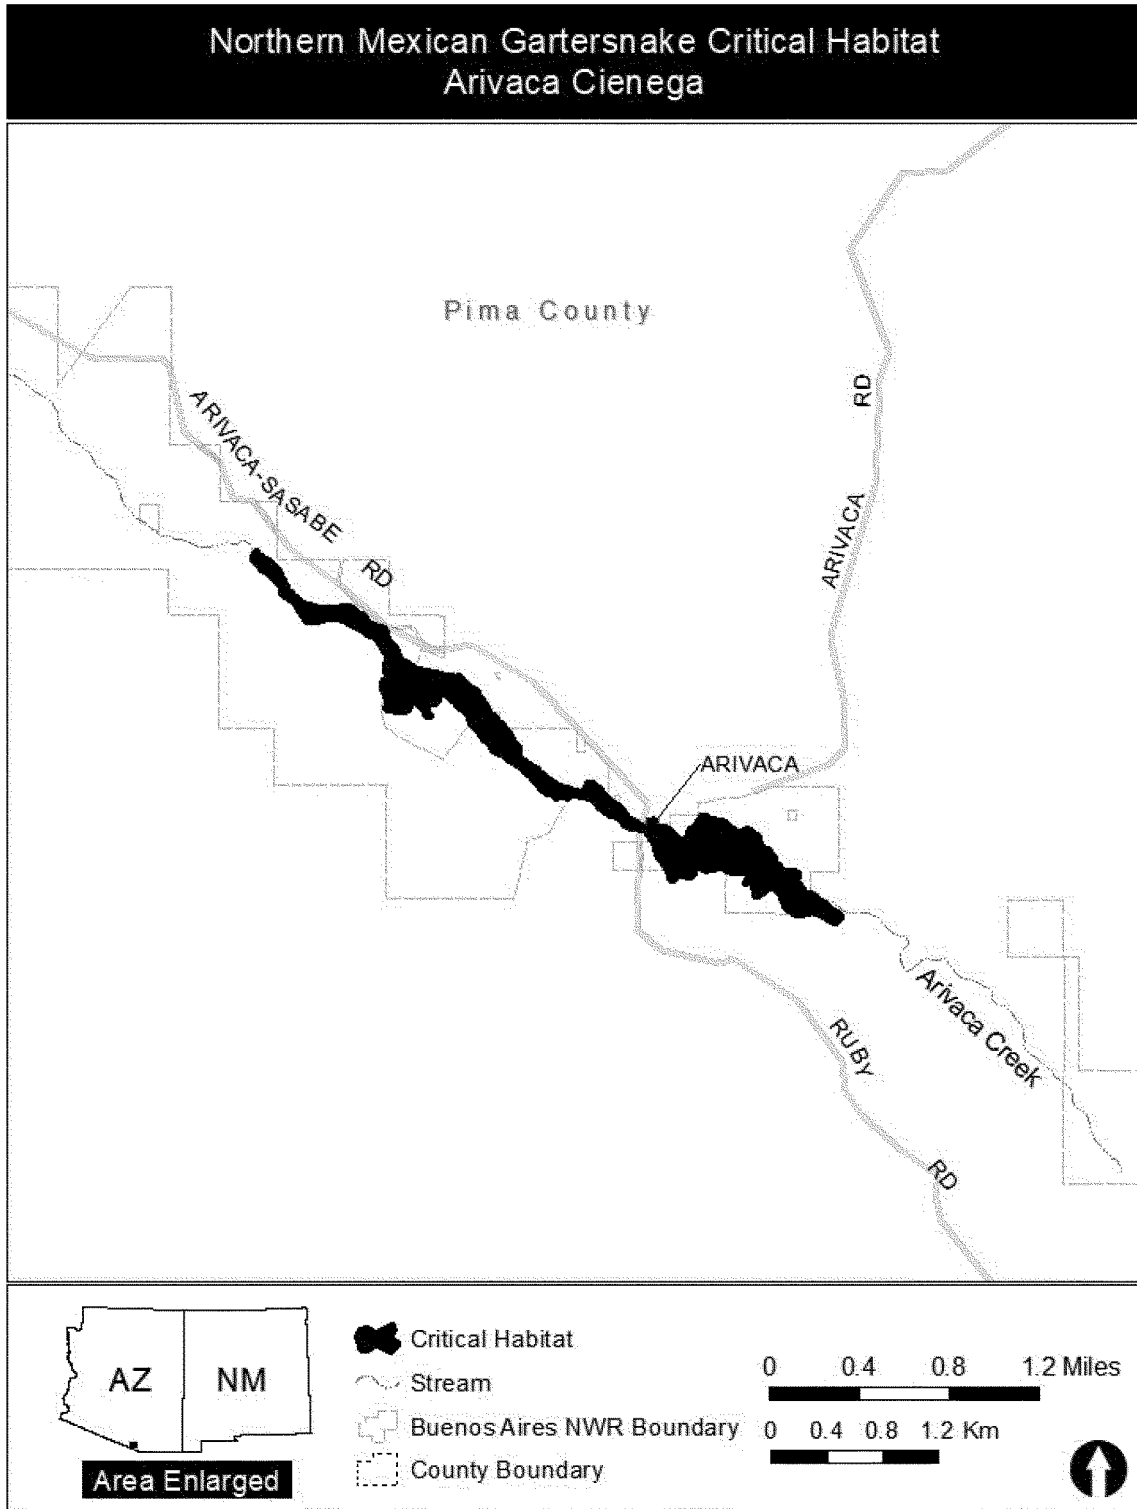 Northern Mexican Gartersnake Critical Habitat
Arivaca Cienega
Pima County
ARIVACA-SASABE RD
ARIVACA RD
ARIVACA
RUBY RD
Arivaca Creek
AZ
NM
Area Enlarged
Critical Habitat
Stream
Buenos Aires NWR Boundary
County Boundary
0 0.4 0.8 1.2 Miles
0 0.4 0.8 1.2 Km